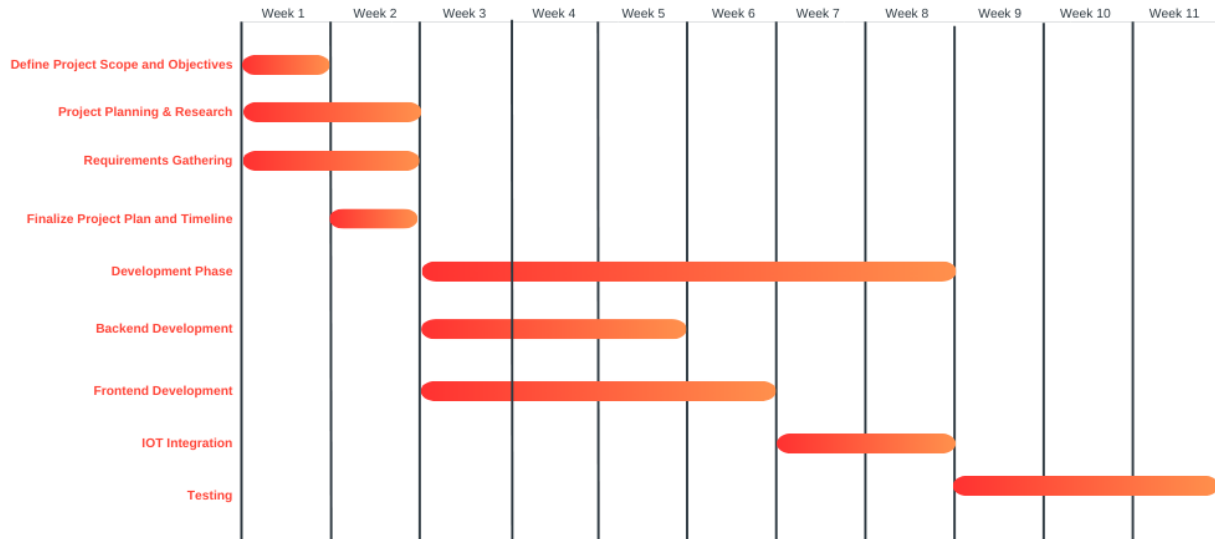 Week 1 Week 2 Week 3 Week 4 Week 5 Week 6 Week 7 Week 8 Week 9 Week 10 Week 11
Define Project Scope and Objectives
Project Planning & Research
Requirements Gathering
Finalize Project Plan and Timeline
Development Phase
Backend Development
Frontend Development
IOT Integration
Testing